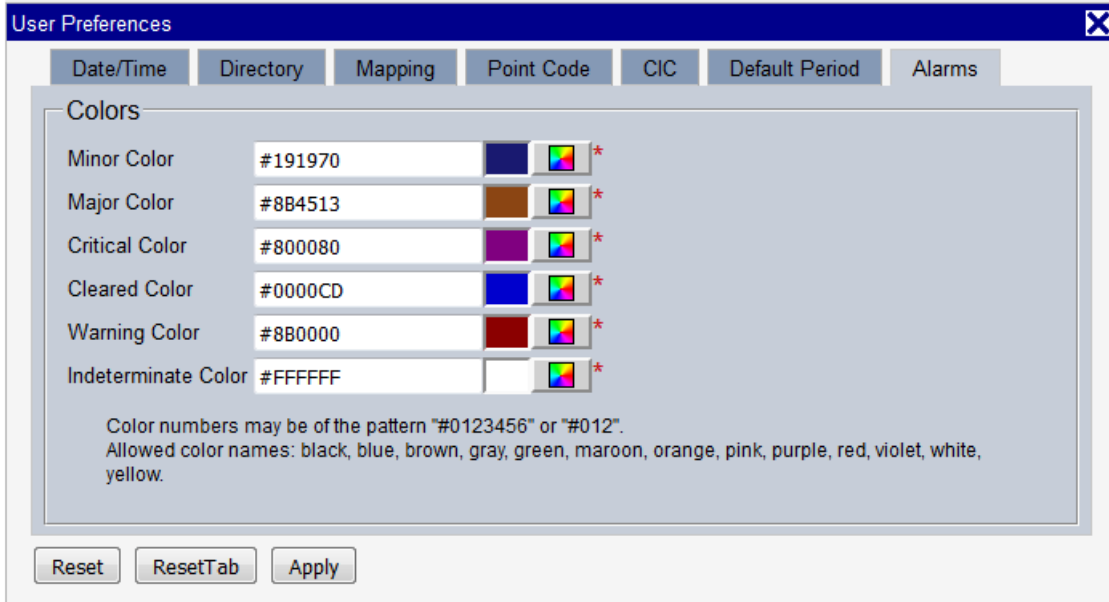 User Preferences
Date/Time Directory Mapping Point Code CIC Default Period Alarms
Colors
Minor Color #191970 *
Major Color #8B4513 *
Critical Color #800080 *
Cleared Color #0000CD *
Warning Color #8B0000 *
Indeterminate Color #FFFFFF *
Color numbers may be of the pattern "#0123456" or "#012".
Allowed color names: black, blue, brown, gray, green, maroon, orange, pink, purple, red, violet, white,
yellow.
Reset ResetTab Apply